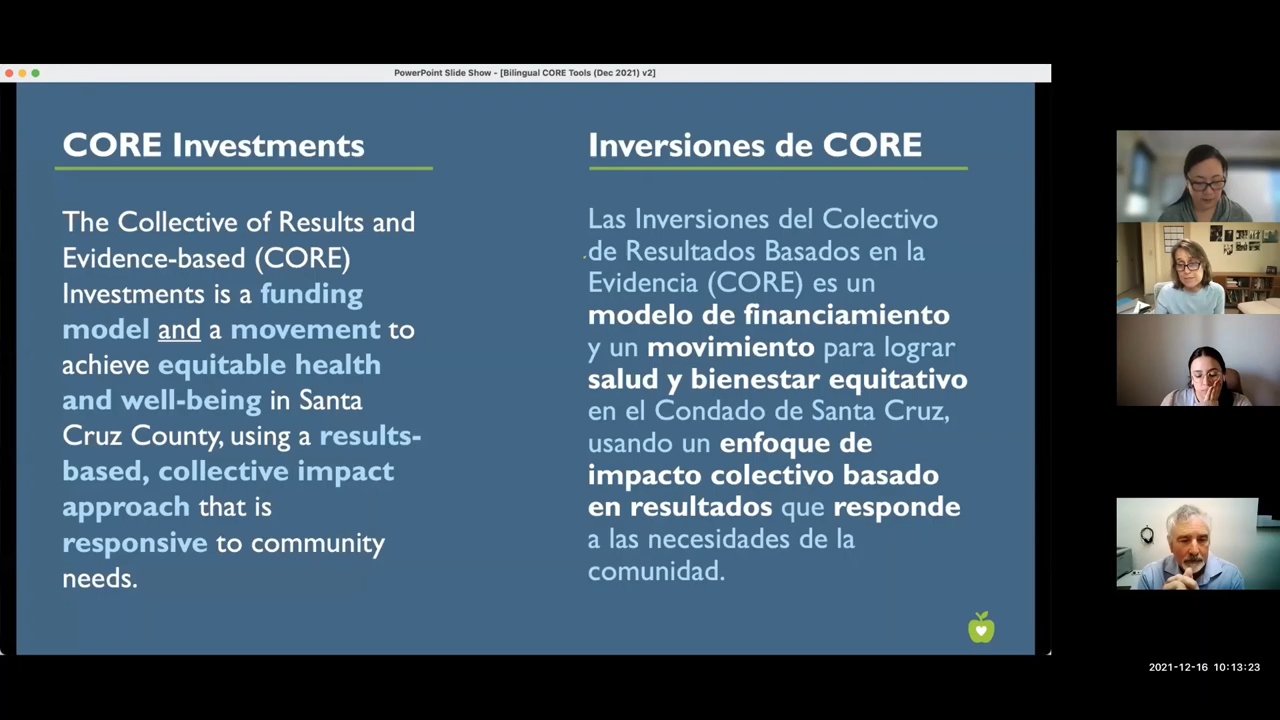 PowerPoint Slide Show - [Bilingual CORE Tools (Dec 2021) v2]
CORE Investments
The Collective of Results and
Evidence-based (CORE)
Investments is a funding
model and a movement to
achieve equitable health
and well-being in Santa
Cruz County, using a results-
based, collective impact
approach that is
responsive to community
needs.
Inversiones de CORE
Las Inversiones del Colectivo
de Resultados Basados en la
Evidencia (CORE) es un
modelo de financiamiento
y un movimiento para lograr
salud y bienestar equitativo
en el Condado de Santa Cruz,
usando un enfoque de
impacto colectivo basado
en resultados que responde
a las necesidades de la
comunidad.
2021-12-16 10:13:23